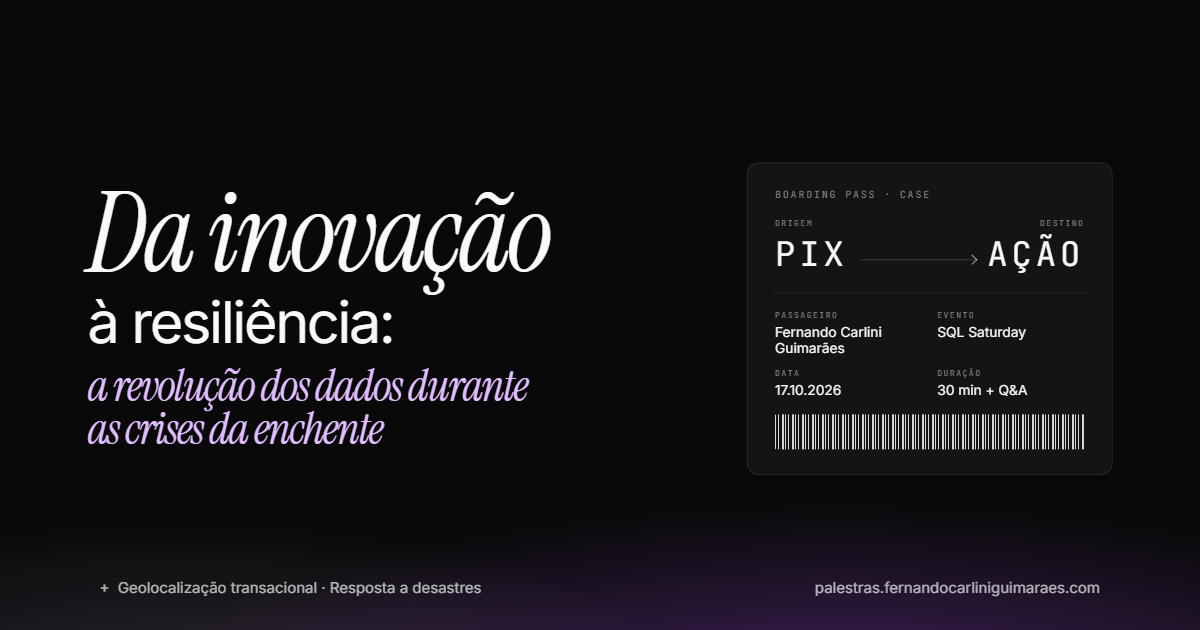 Da inovação
à resiliência:
a revolução dos dados durante
as crises da enchente
BOARDING PASS · CASE
ORIGEM
DESTINO
PIX
AÇÃO
PASSAGEIRO
EVENTO
Fernando Carlini
Guimarães
SQL Saturday
DATA
DURAÇÃO
17.10.2026
30 min + Q&A
+ Geolocalização transacional · Resposta a desastres
palestras.fernandocarliniguimaraes.com